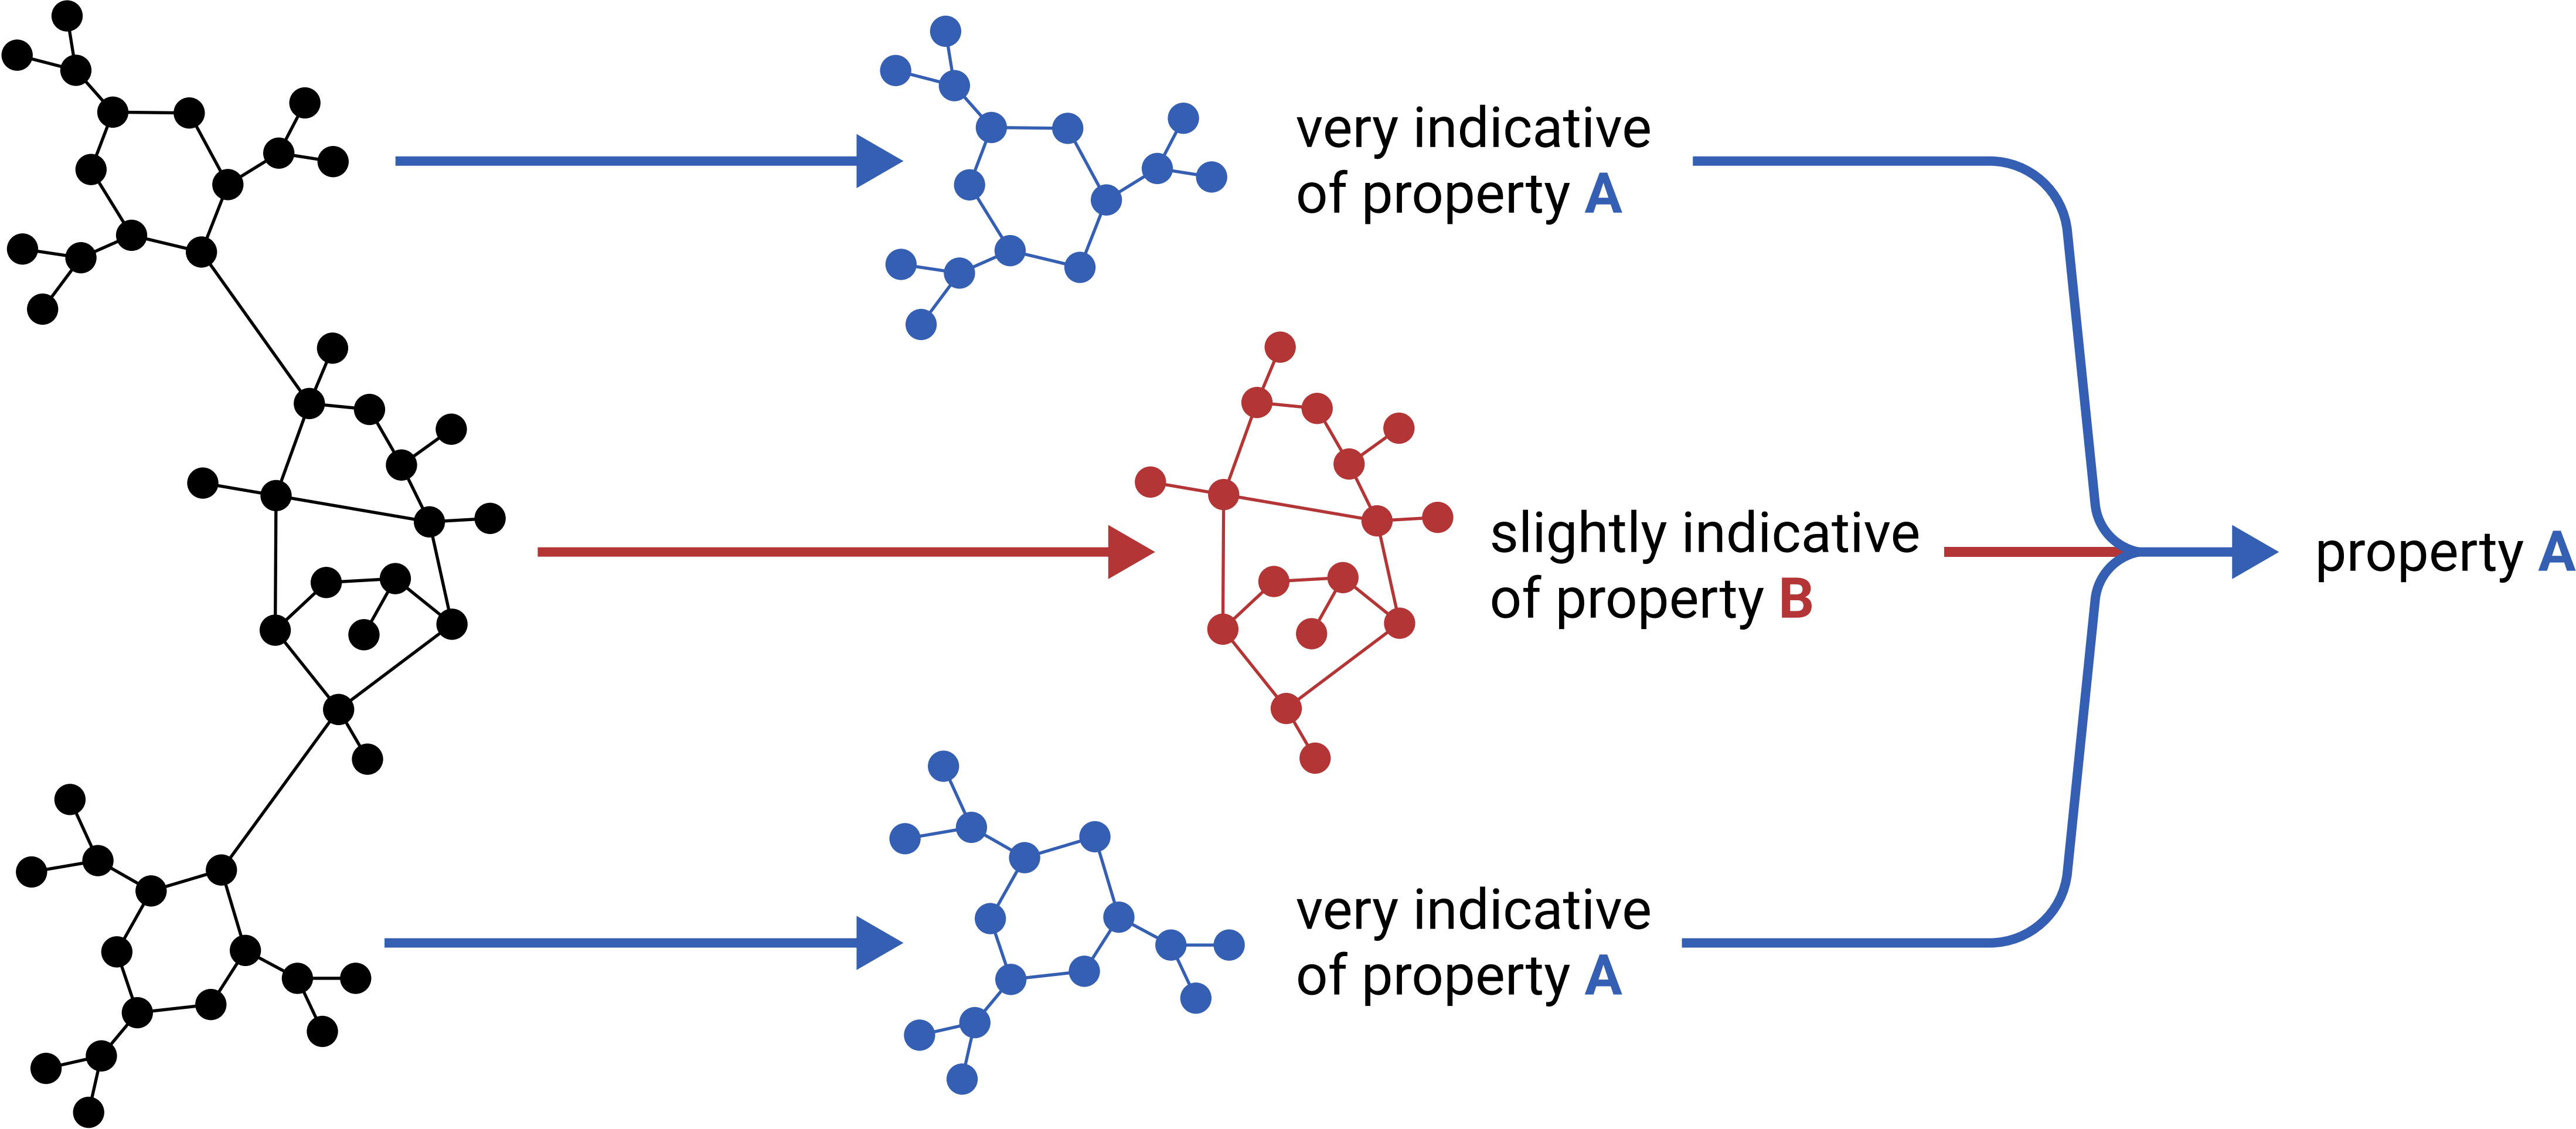 very indicative
of property A
slightly indicative
of property B
property A
very indicative
of property A